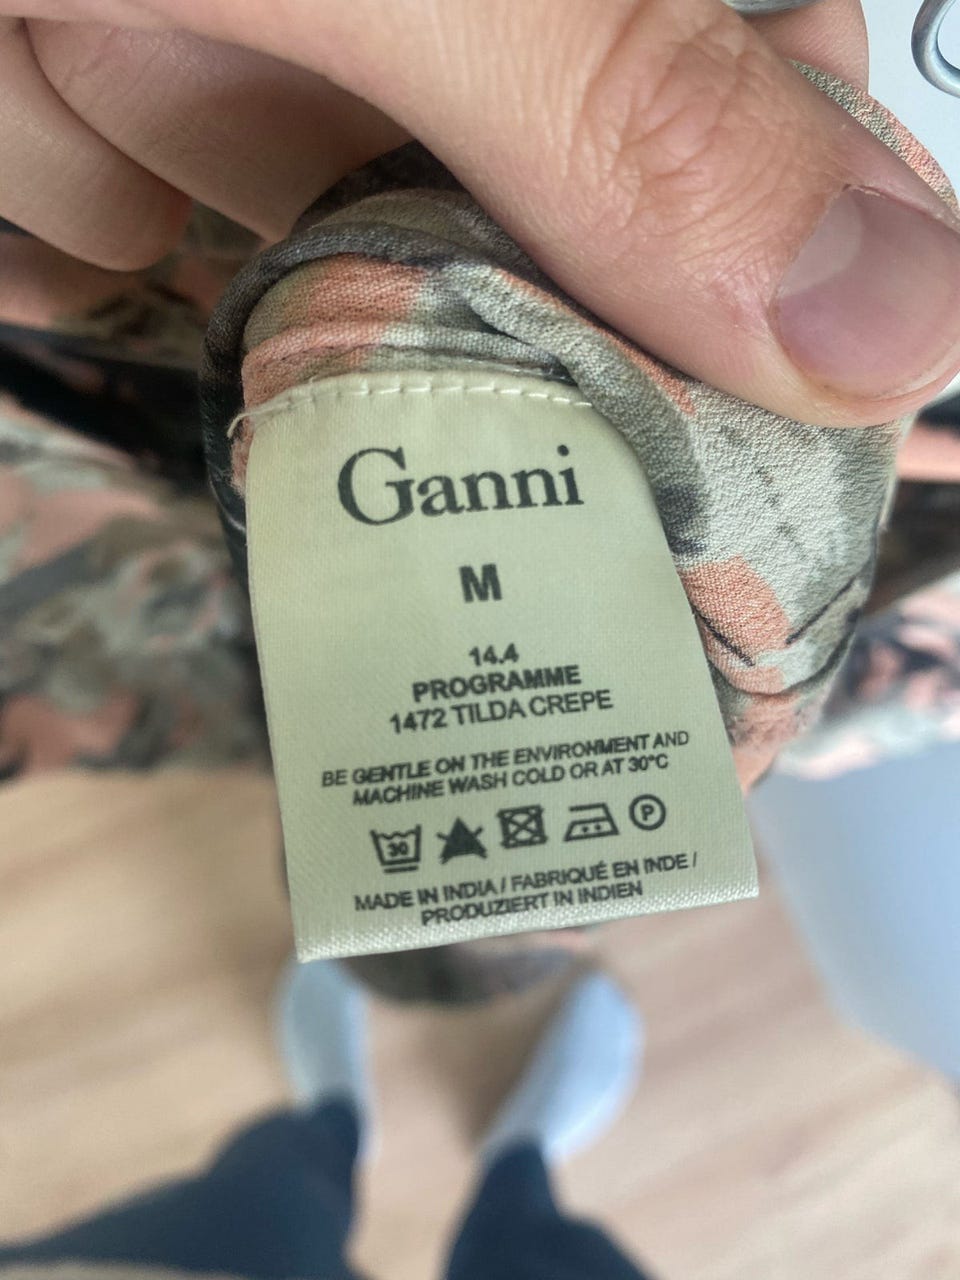 Ganni
M
14.4
PROGRAMME
1472 TILDA CREPE
BE GENTLE ON THE ENVIRONMENT AND
MACHINE WASH COLD OR AT 30°C
30 P
MADE IN INDIA / FABRIQUÉ EN INDE /
PRODUZIERT IN INDIEN